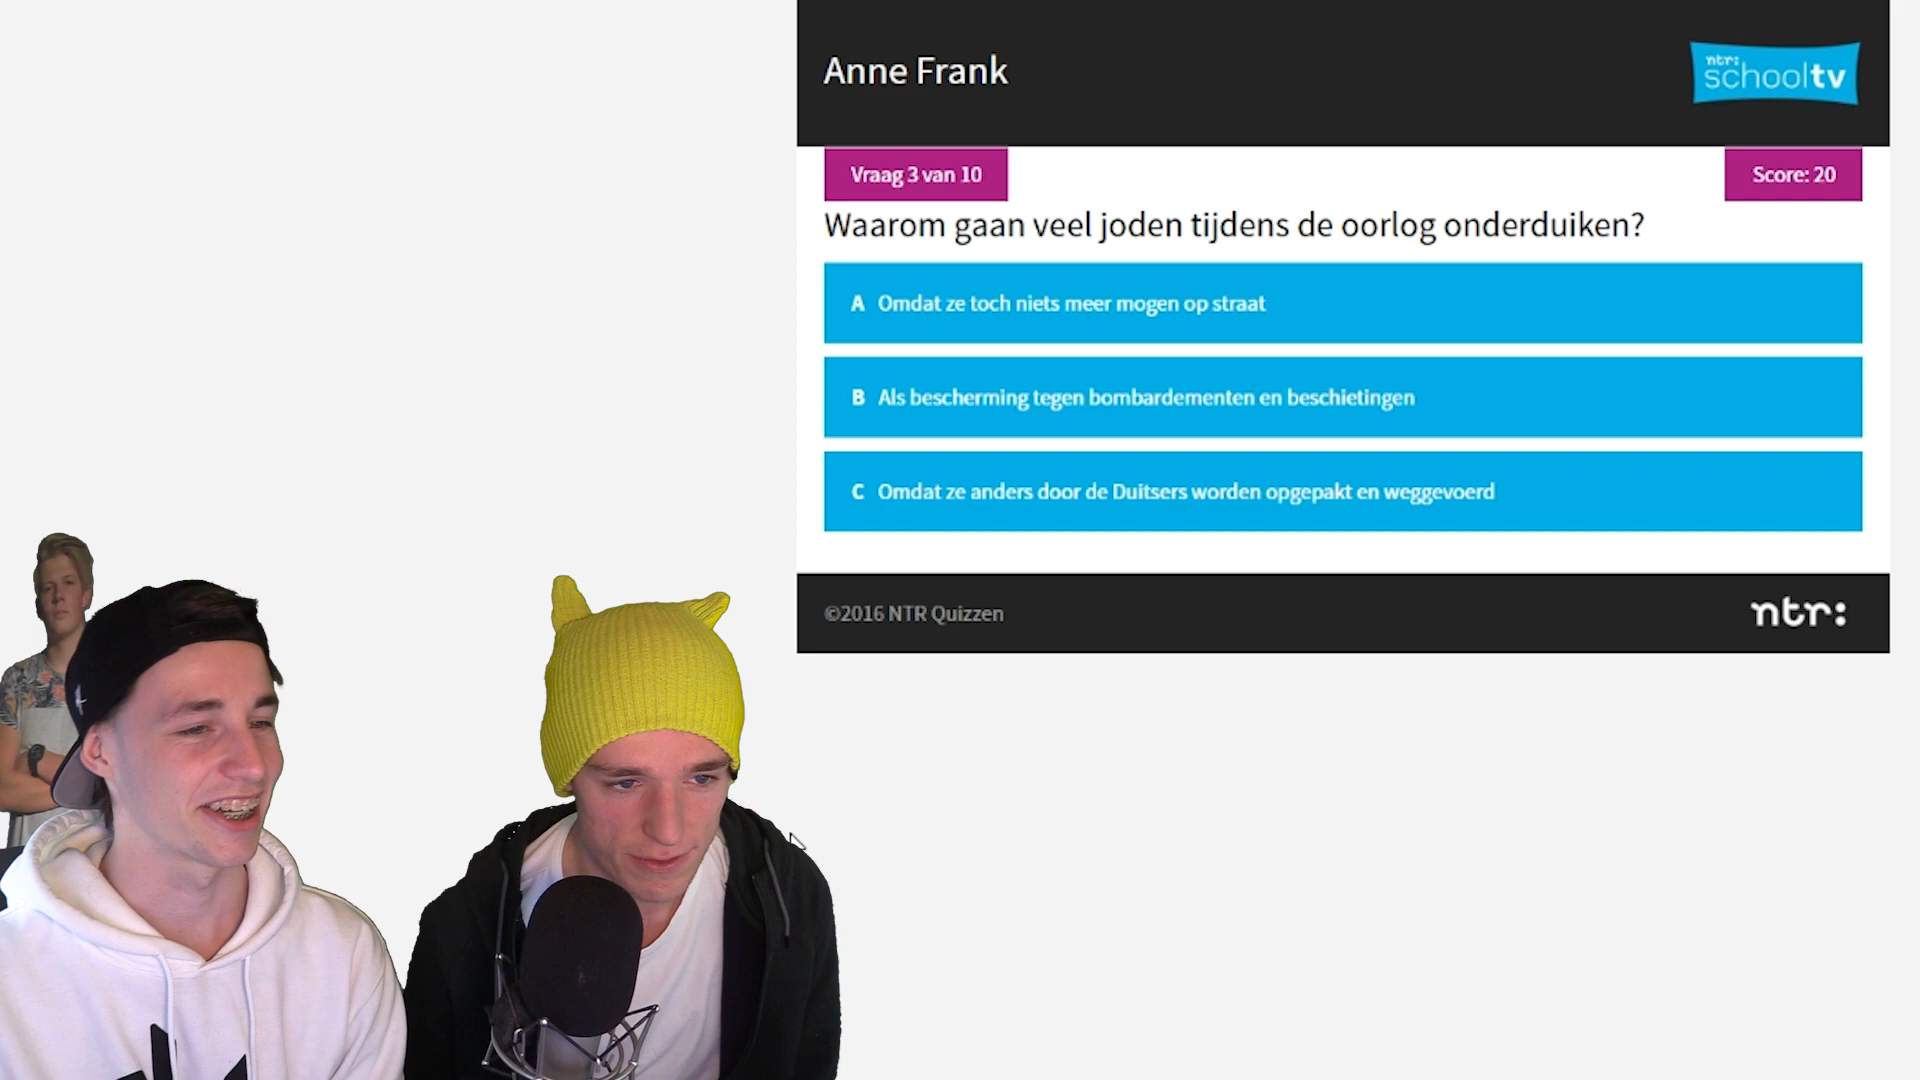 Anne Frank
ntr:
schooltv
Vraag 3 van 10
Score: 20
Waarom gaan veel joden tijdens de oorlog onderduiken?
A Omdat ze toch niets meer mogen op straat
B Als bescherming tegen bombardementen en beschietingen
C Omdat ze anders door de Duitsers worden opgepakt en weggevoerd
©2016 NTR Quizzen
ntr: